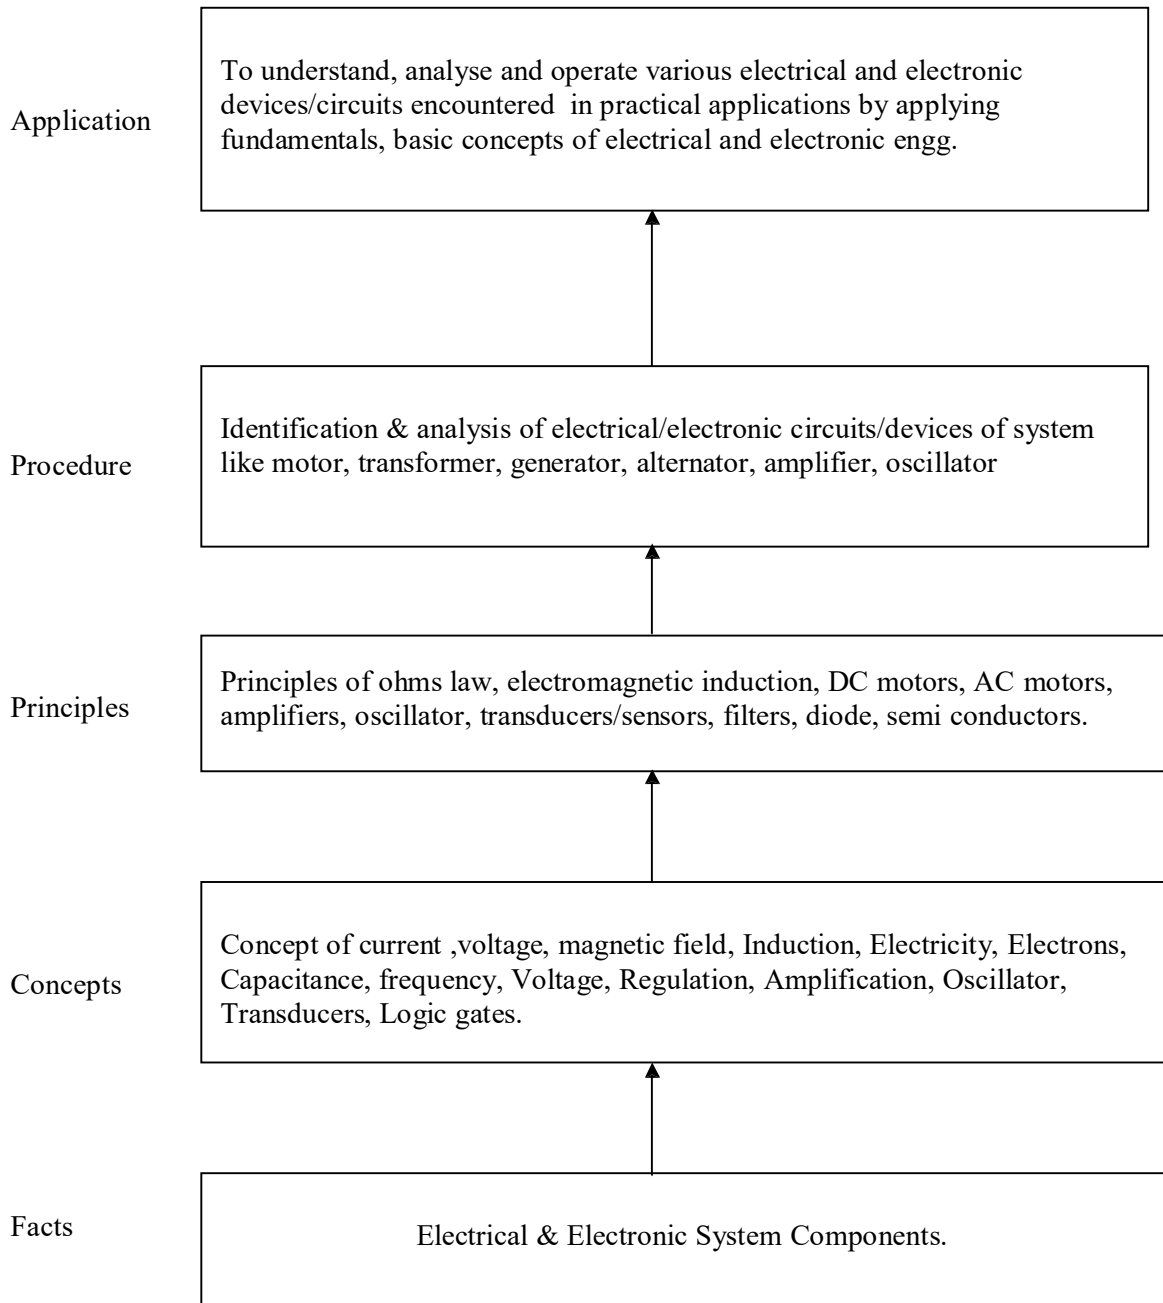 Application
To understand, analyse and operate various electrical and electronic
devices/circuits encountered  in practical applications by applying
fundamentals, basic concepts of electrical and electronic engg.
Procedure
Identification & analysis of electrical/electronic circuits/devices of system
like motor, transformer, generator, alternator, amplifier, oscillator
Principles
Principles of ohms law, electromagnetic induction, DC motors, AC motors,
amplifiers, oscillator, transducers/sensors, filters, diode, semi conductors.
Concepts
Concept of current ,voltage, magnetic field, Induction, Electricity, Electrons,
Capacitance, frequency, Voltage, Regulation, Amplification, Oscillator,
Transducers, Logic gates.
Facts
Electrical & Electronic System Components.